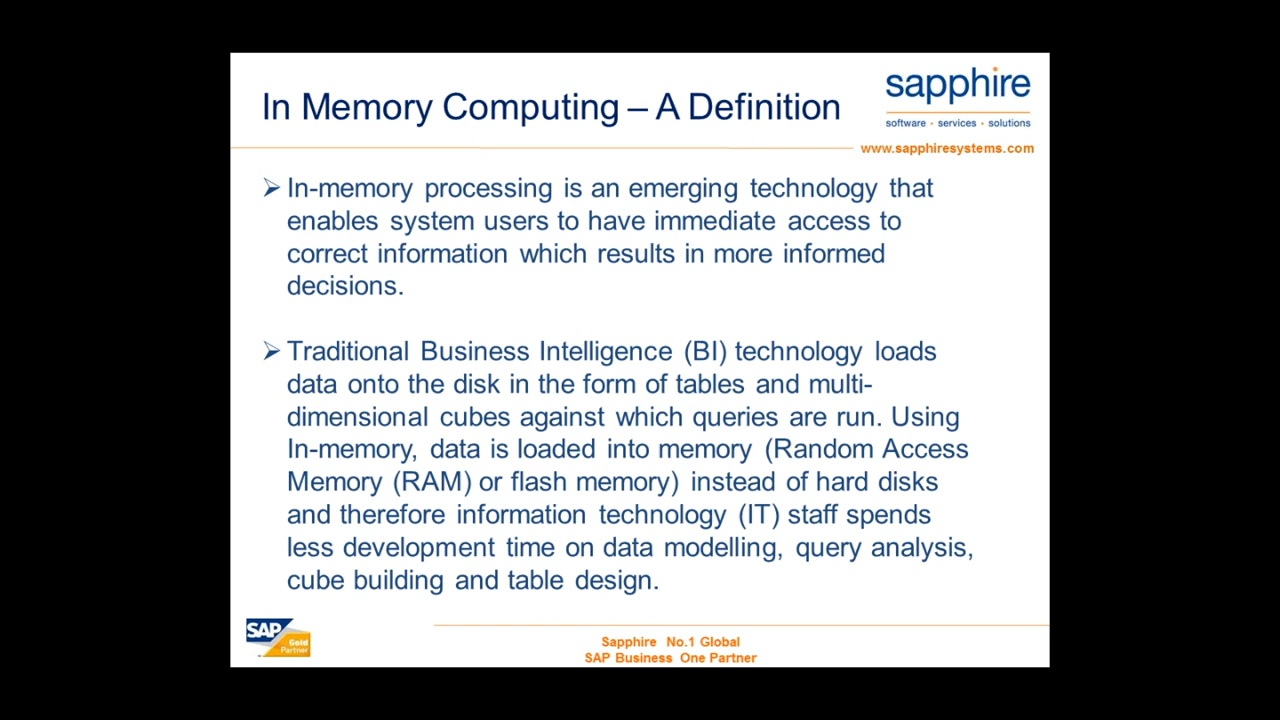 In Memory Computing – A Definition
sapphire
software • services • solutions
www.sapphiresystems.com
➢ In-memory processing is an emerging technology that
enables system users to have immediate access to
correct information which results in more informed
decisions.
➢ Traditional Business Intelligence (BI) technology loads
data onto the disk in the form of tables and multi-
dimensional cubes against which queries are run. Using
In-memory, data is loaded into memory (Random Access
Memory (RAM) or flash memory) instead of hard disks
and therefore information technology (IT) staff spends
less development time on data modelling, query analysis,
cube building and table design.
SAP
Gold
Partner
Sapphire No.1 Global
SAP Business One Partner